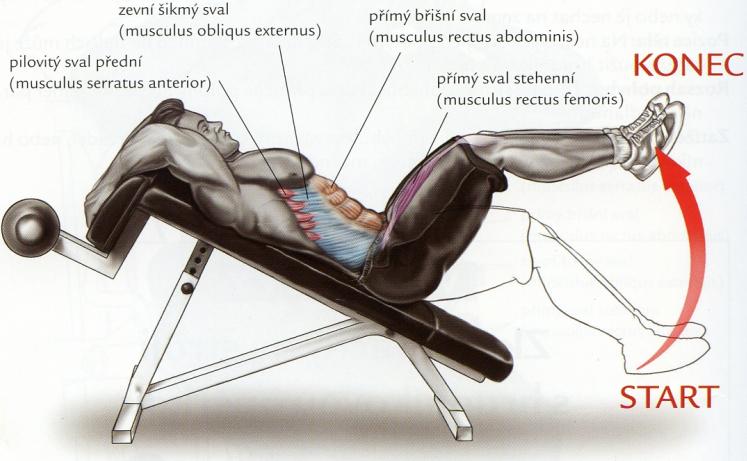 zevní šikmý sval
(musculus obliqus externus)
přímý břišní sval
(musculus rectus abdominis)
pilovitý sval přední
(musculus serratus anterior)
přímý sval stehenní
(musculus rectus femoris)
KONEC
START